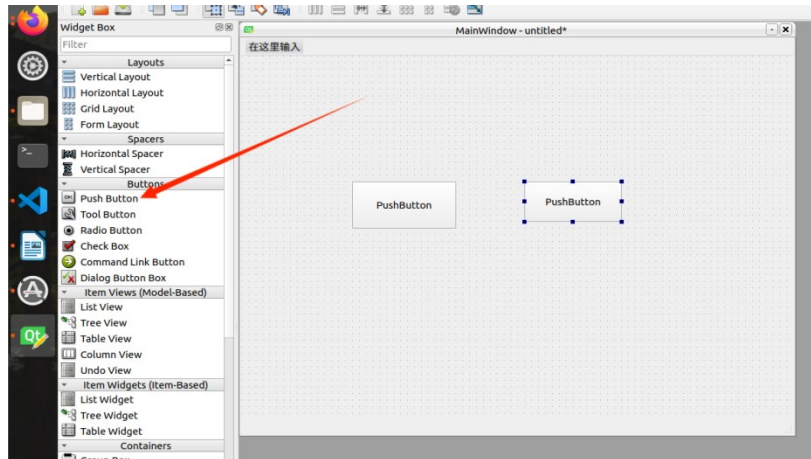 Widget Box
Filter
Layouts
Vertical Layout
Horizontal Layout
Grid Layout
Form Layout
Spacers
Horizontal Spacer
Vertical Spacer
Buttons
Push Button
Tool Button
Radio Button
Check Box
Command Link Button
Dialog Button Box
Item Views (Model-Based)
List View
Tree View
Table View
Column View
Undo View
Item Widgets (Item-Based)
List Widget
Tree Widget
Table Widget
Containers
MainWindow - untitled*
在这里输入
PushButton
PushButton
Qt